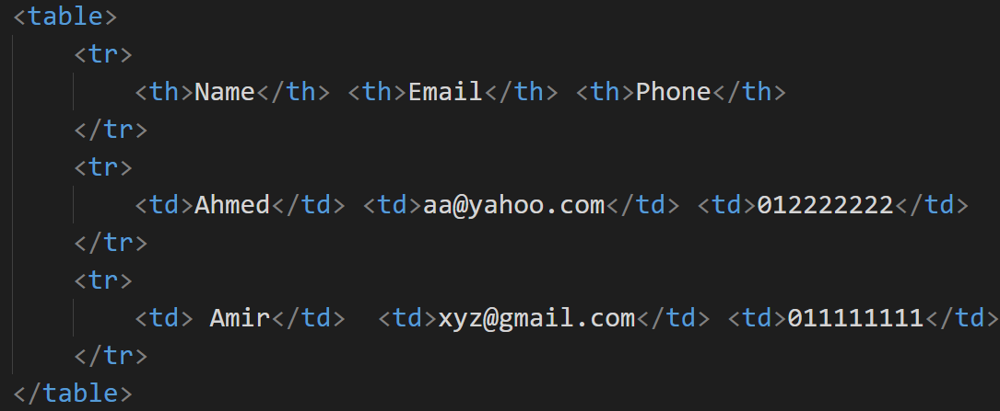 <table>
<tr>
<th>Name</th> <th>Email</th> <th>Phone</th>
</tr>
<tr>
<td>Ahmed</td> <td>aa@yahoo.com</td> <td>012222222</td>
</tr>
<tr>
<td> Amir</td>  <td>xyz@gmail.com</td> <td>011111111</td>
</tr>
</table>